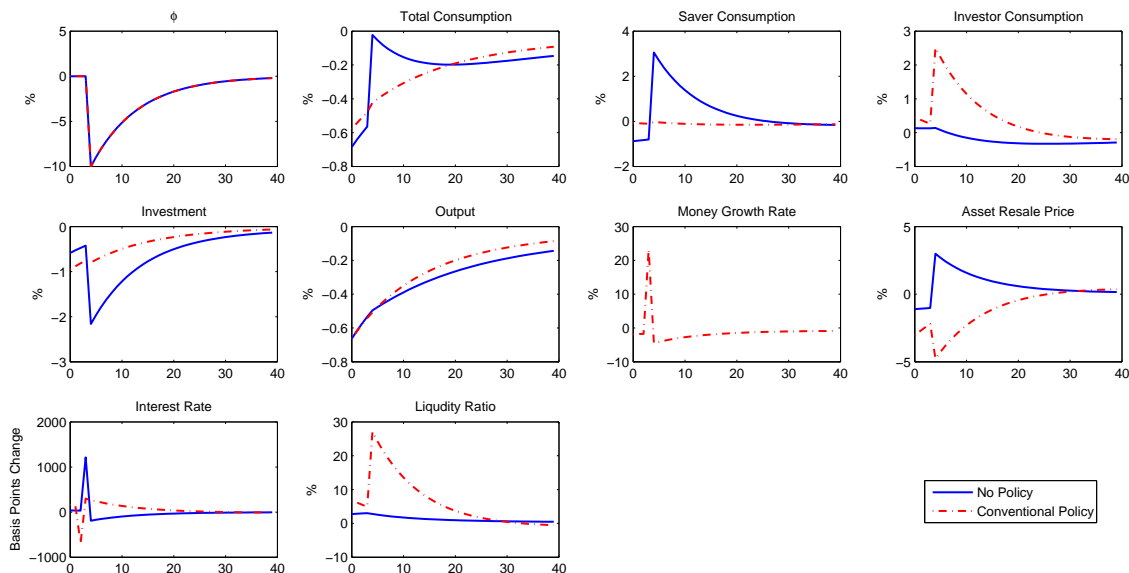 ϕ
%
5
0
−5
−10
0 10 20 30 40
Total Consumption
%
0
−0.2
−0.4
−0.6
−0.8
0 10 20 30 40
Saver Consumption
%
4
2
0
−2
0 10 20 30 40
Investor Consumption
%
3
2
1
0
−1
0 10 20 30 40
Investment
%
0
−1
−2
−3
0 10 20 30 40
Output
%
0
−0.2
−0.4
−0.6
−0.8
0 10 20 30 40
Money Growth Rate
%
30
20
10
0
−10
0 10 20 30 40
Asset Resale Price
%
5
0
−5
0 10 20 30 40
Interest Rate
Basis Points Change
2000
1000
0
−1000
0 10 20 30 40
Liqudity Ratio
%
30
20
10
0
−10
0 10 20 30 40
No Policy
Conventional Policy